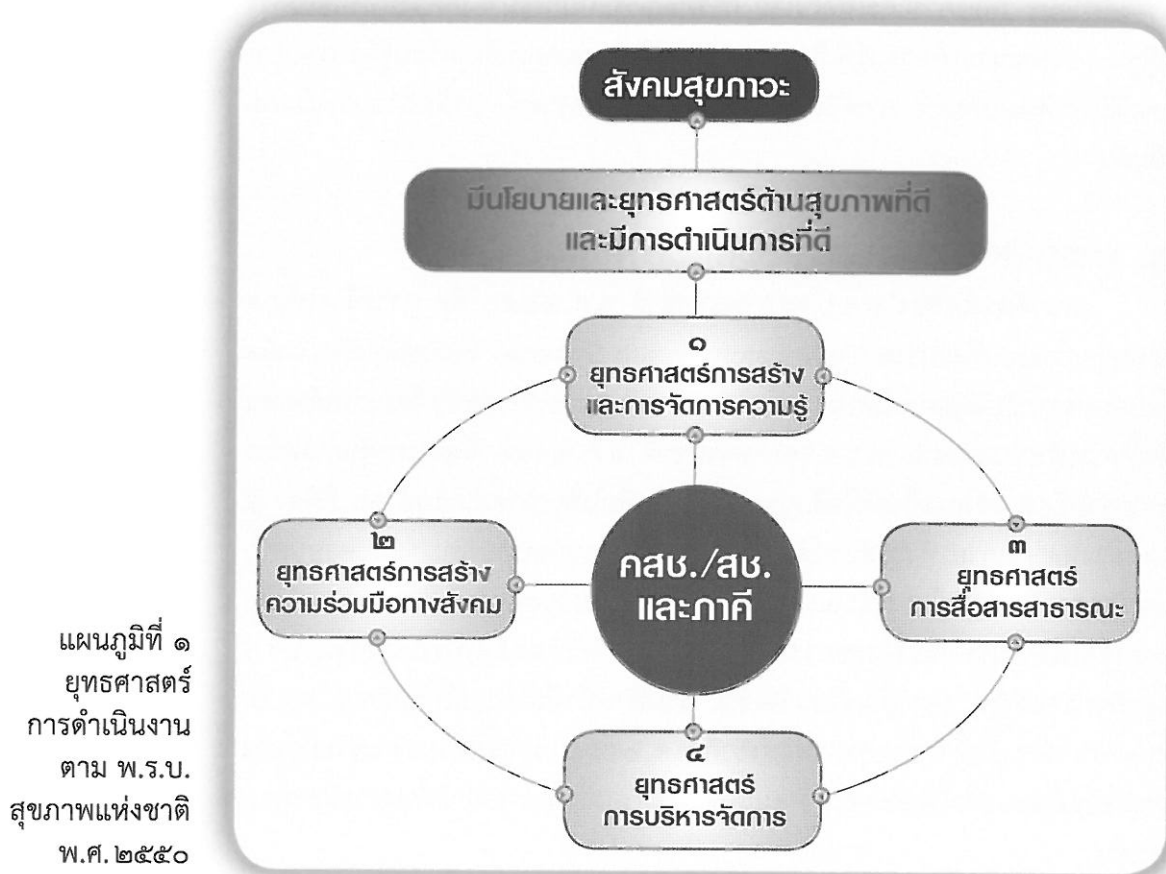 สังคมสุขภาวะ
มีนโยบายและยุทธศาสตร์ด้านสุขภาพที่ดี
และมีการดำเนินการที่ดี
๑
ยุทธศาสตร์การสร้าง
และการจัดการความรู้
๒
ยุทธศาสตร์การสร้าง
ความร่วมมือทางสังคม
คสช./สช.
และภาคี
๓
ยุทธศาสตร์
การสื่อสารสาธารณะ
๔
ยุทธศาสตร์
การบริหารจัดการ
แผนภูมิที่ ๑
ยุทธศาสตร์
การดำเนินงาน
ตาม พ.ร.บ.
สุขภาพแห่งชาติ
พ.ศ. ๒๕๕๐